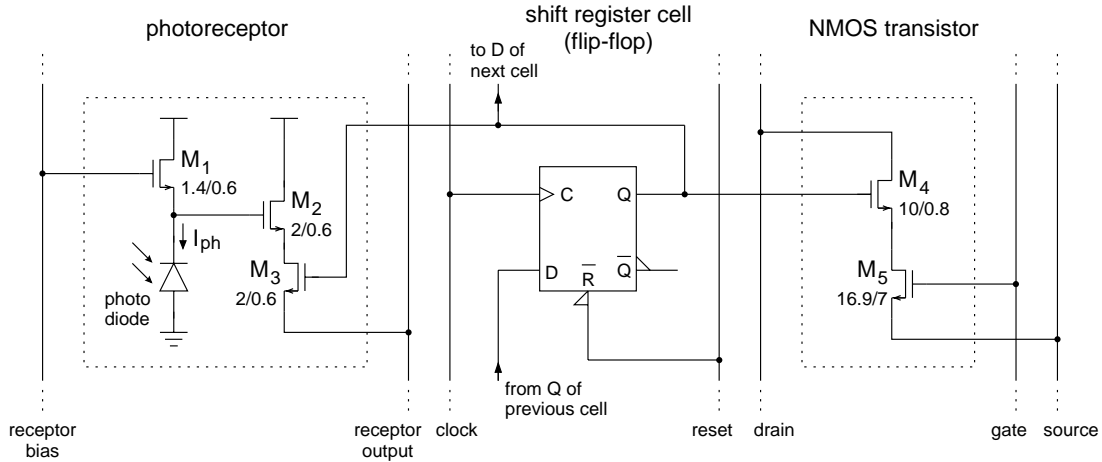 photoreceptor
shift register cell
(flip-flop)
NMOS transistor
to D of
next cell
M1
1.4/0.6
M2
2/0.6
Iph
M3
2/0.6
photo
diode
C
Q
D
R
Q
M4
10/0.8
M5
16.9/7
from Q of
previous cell
receptor
bias
receptor
output
clock
reset
drain
gate
source